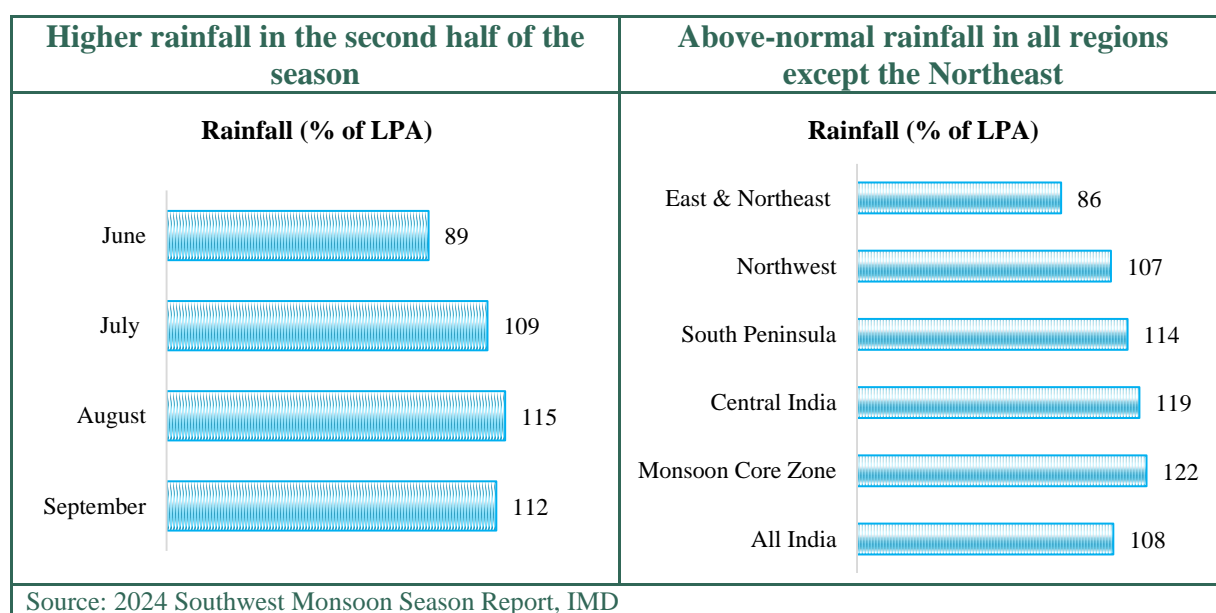 Higher rainfall in the second half of the
season
Rainfall (% of LPA)
June 89
July 109
August 115
September 112
Above-normal rainfall in all regions
except the Northeast
Rainfall (% of LPA)
East & Northeast 86
Northwest 107
South Peninsula 114
Central India 119
Monsoon Core Zone 122
All India 108
Source: 2024 Southwest Monsoon Season Report, IMD